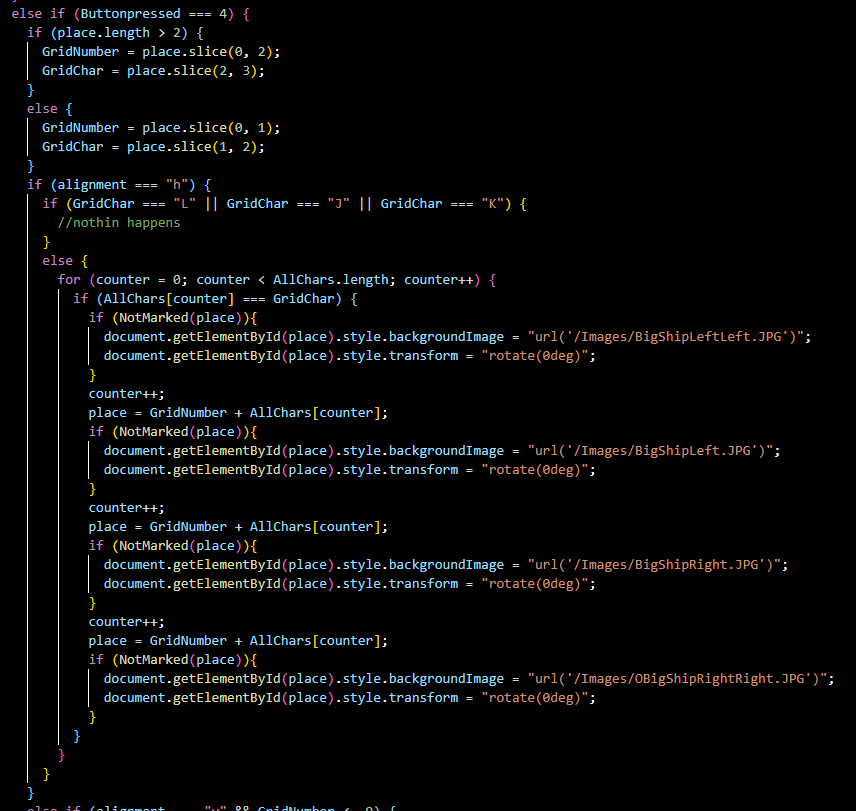 else if (Buttonpressed === 4) {
if (place.length > 2) {
GridNumber = place.slice(0, 2);
GridChar = place.slice(2, 3);
}
else {
GridNumber = place.slice(0, 1);
GridChar = place.slice(1, 2);
}
if (alignment === "h") {
if (GridChar === "L" || GridChar === "J" || GridChar === "K") {
//nothin happens
}
else {
for (counter = 0; counter < AllChars.length; counter++) {
if (AllChars[counter] === GridChar) {
if (NotMarked(place)){
document.getElementById(place).style.backgroundImage = "url('/Images/BigShipLeftLeft.JPG')";
document.getElementById(place).style.transform = "rotate(0deg)";
}
counter++;
place = GridNumber + AllChars[counter];
if (NotMarked(place)){
document.getElementById(place).style.backgroundImage = "url('/Images/BigShipLeft.JPG')";
document.getElementById(place).style.transform = "rotate(0deg)";
}
counter++;
place = GridNumber + AllChars[counter];
if (NotMarked(place)){
document.getElementById(place).style.backgroundImage = "url('/Images/BigShipRight.JPG')";
document.getElementById(place).style.transform = "rotate(0deg)";
}
counter++;
place = GridNumber + AllChars[counter];
if (NotMarked(place)){
document.getElementById(place).style.backgroundImage = "url('/Images/OBigShipRightRight.JPG')";
document.getElementById(place).style.transform = "rotate(0deg)";
}
}
}
}
}
else if (alignment "v" && GridNumber < 9) {